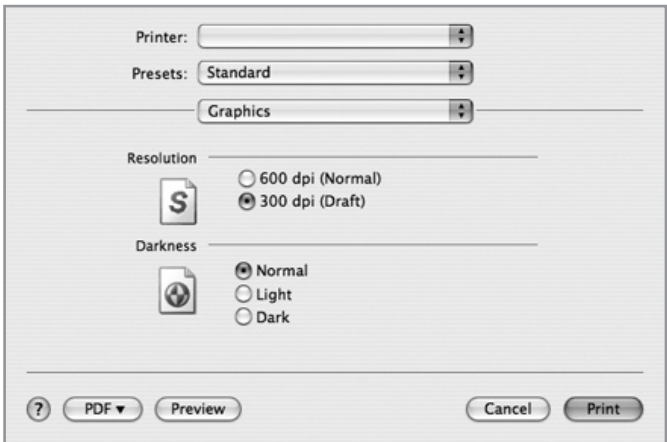 Printer:
Presets: Standard
Graphics
Resolution
600 dpi (Normal)
S
300 dpi (Draft)
Darkness
Normal
Light
Dark
? PDF▼ Preview Cancel Print